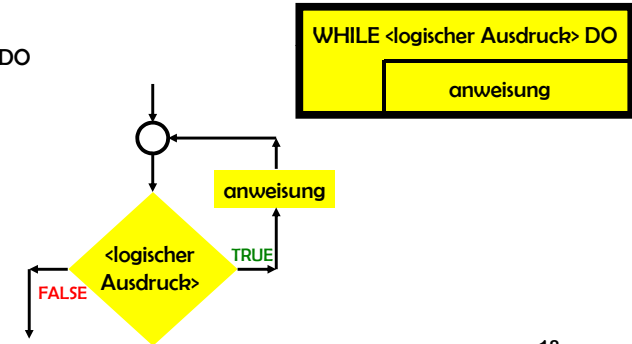 WHILE <logischer Ausdruck> DO
DO
anweisung
anweisung
<logischer
Ausdruck>
TRUE
FALSE